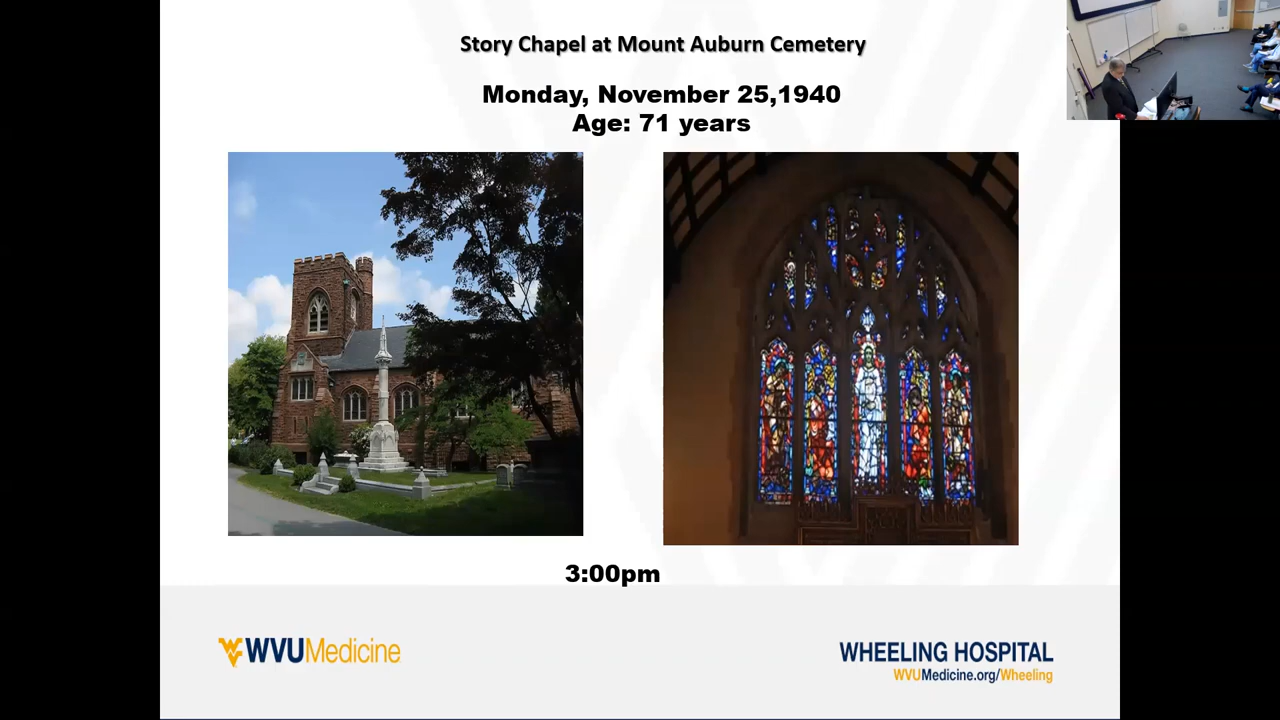 Story Chapel at Mount Auburn Cemetery
Monday, November 25,1940
Age: 71 years
3:00pm
WVUMedicine
WHEELING HOSPITAL
WVUMedicine.org/Wheeling